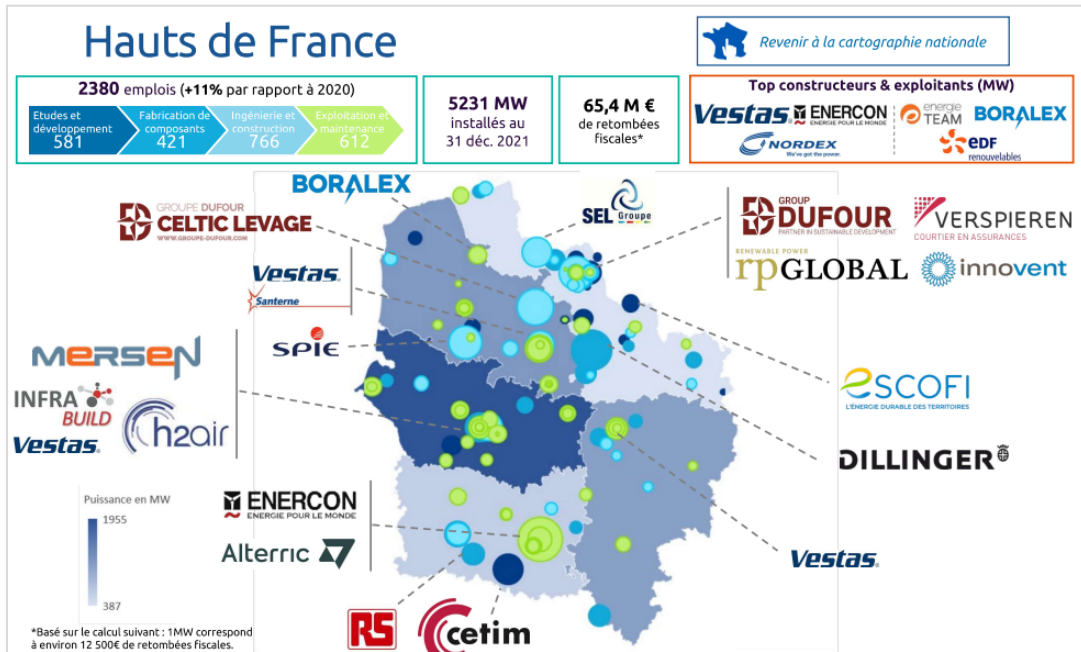 Hauts de France
Revenir à la cartographie nationale
2380 emplois (+11% par rapport à 2020)
Etudes et
développement
581
Fabrication de
composants
421
Ingénierie et
construction
766
Exploitation et
maintenance
612
5231 MW
installés au
31 déc. 2021
65,4 M €
de retombées
fiscales*
Top constructeurs & exploitants (MW)
Vestas.
ENERCON
ENERGIE POUR LE MONDE
energie
TEAM
BORALEX
NORDEX
We've got the power.
eDF
renouvelables
BORALEX
GROUPE DUFOUR
CELTIC LEVAGE
WWW.GROUPE-DUFOUR.COM
SEL Groupe
GROUP
DUFOUR
PARTNER IN SUSTAINABLE DEVELOPMENT
VERSPIEREN
COURTIER EN ASSURANCES
RENEWABLE POWER
rpGLOBAL
innovent
Vestas.
Santerne
SPIE
MERSEN
INFRA
BUILD
Vestas.
h2air
escofi
L'ÉNERGIE DURABLE DES TERRITOIRES
DILLINGER
Puissance en MW
1955
387
ENERCON
ENERGIE POUR LE MONDE
Alterric
Vestas.
RS
cetim
*Basé sur le calcul suivant : 1MW correspond
à environ 12 500€ de retombées fiscales.